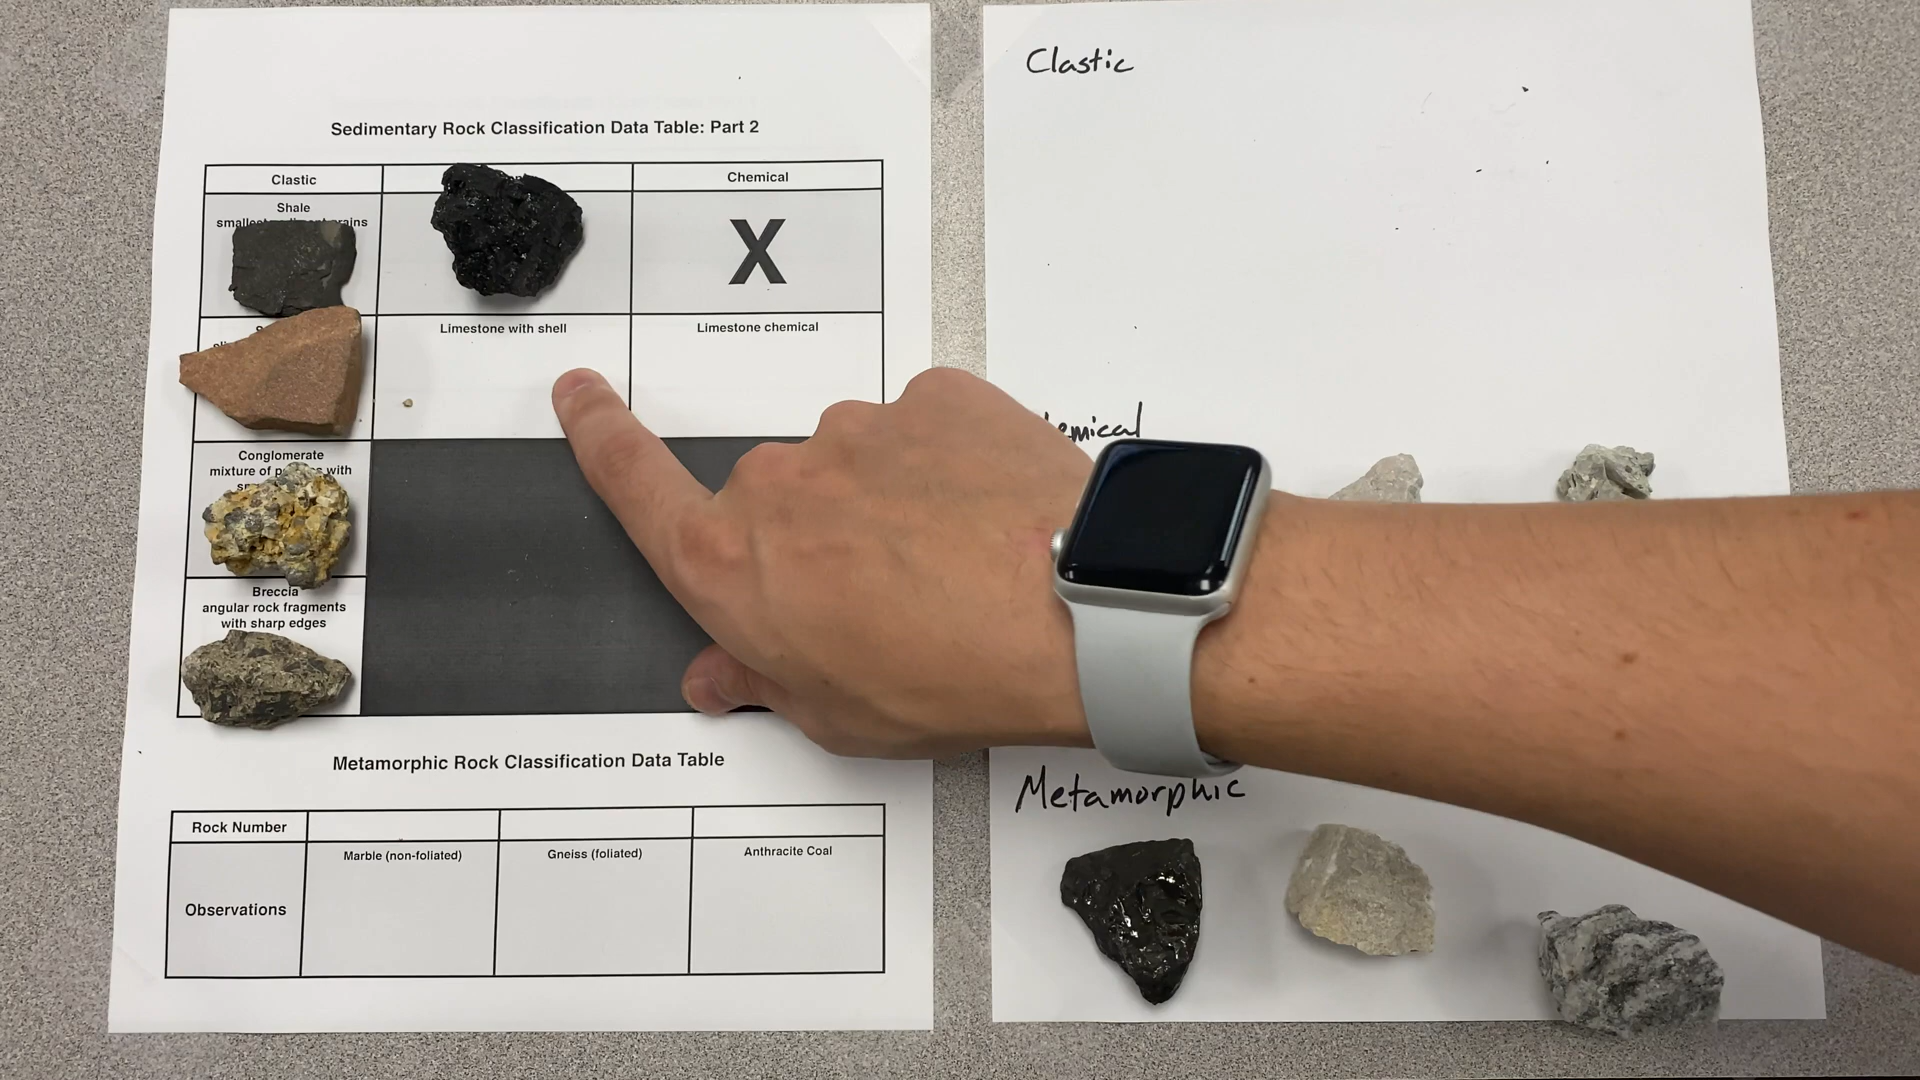 Sedimentary Rock Classification Data Table: Part 2
Clastic
Chemical
Shale
X
Limestone with shell
Limestone chemical
Conglomerate
mixture of with
Breccia
angular rock fragments
with sharp edges
Metamorphic Rock Classification Data Table
Rock Number
Observations
Marble (non-foliated)
Gneiss (foliated)
Anthracite Coal
Clastic
Metamorphic